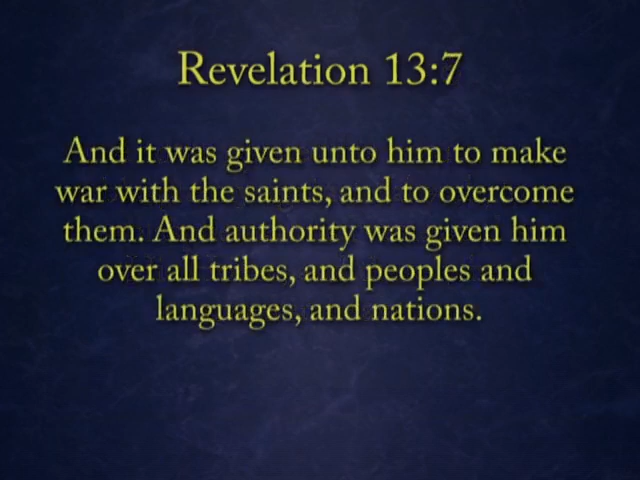 Revelation 13:7
And it was given unto him to make
war with the saints, and to overcome
them. And authority was given him
over all tribes, and peoples and
languages, and nations.